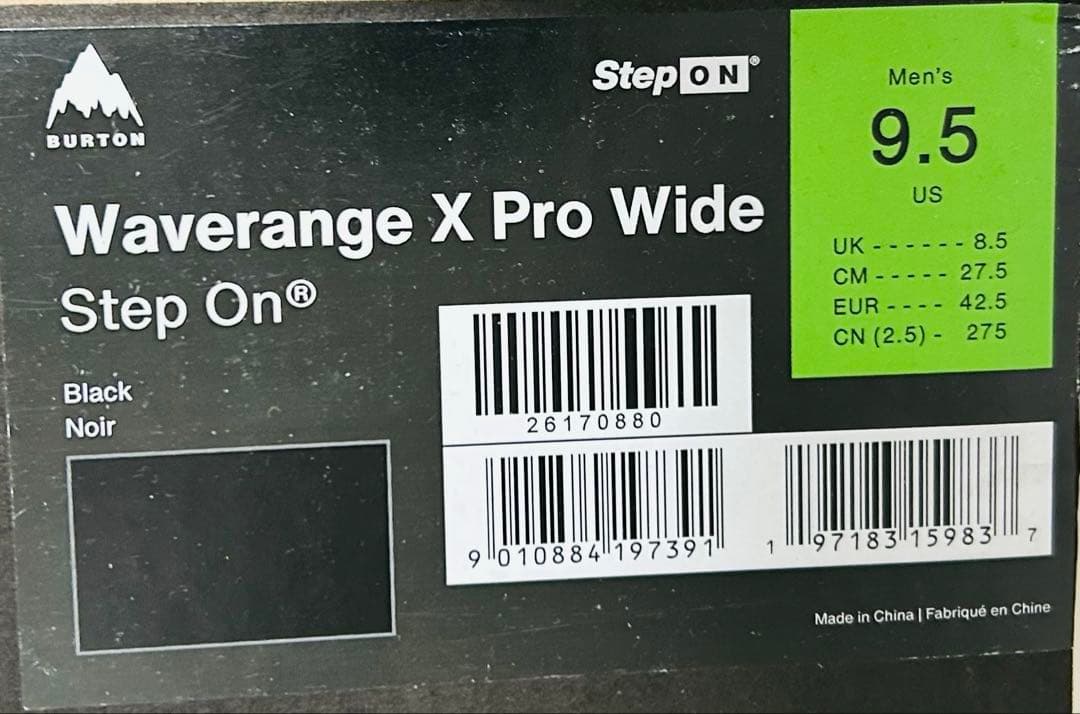 BURTON
Step ON®
Waverange X Pro Wide
Step On®
Black
Noir
Men's
9.5
US
UK - - - - - - 8.5
CM - - - - - 27.5
EUR - - - - 42.5
CN (2.5) - 275
26170880
9 010884 197391
1 97183 15983 7
Made in China | Fabriqué en Chine